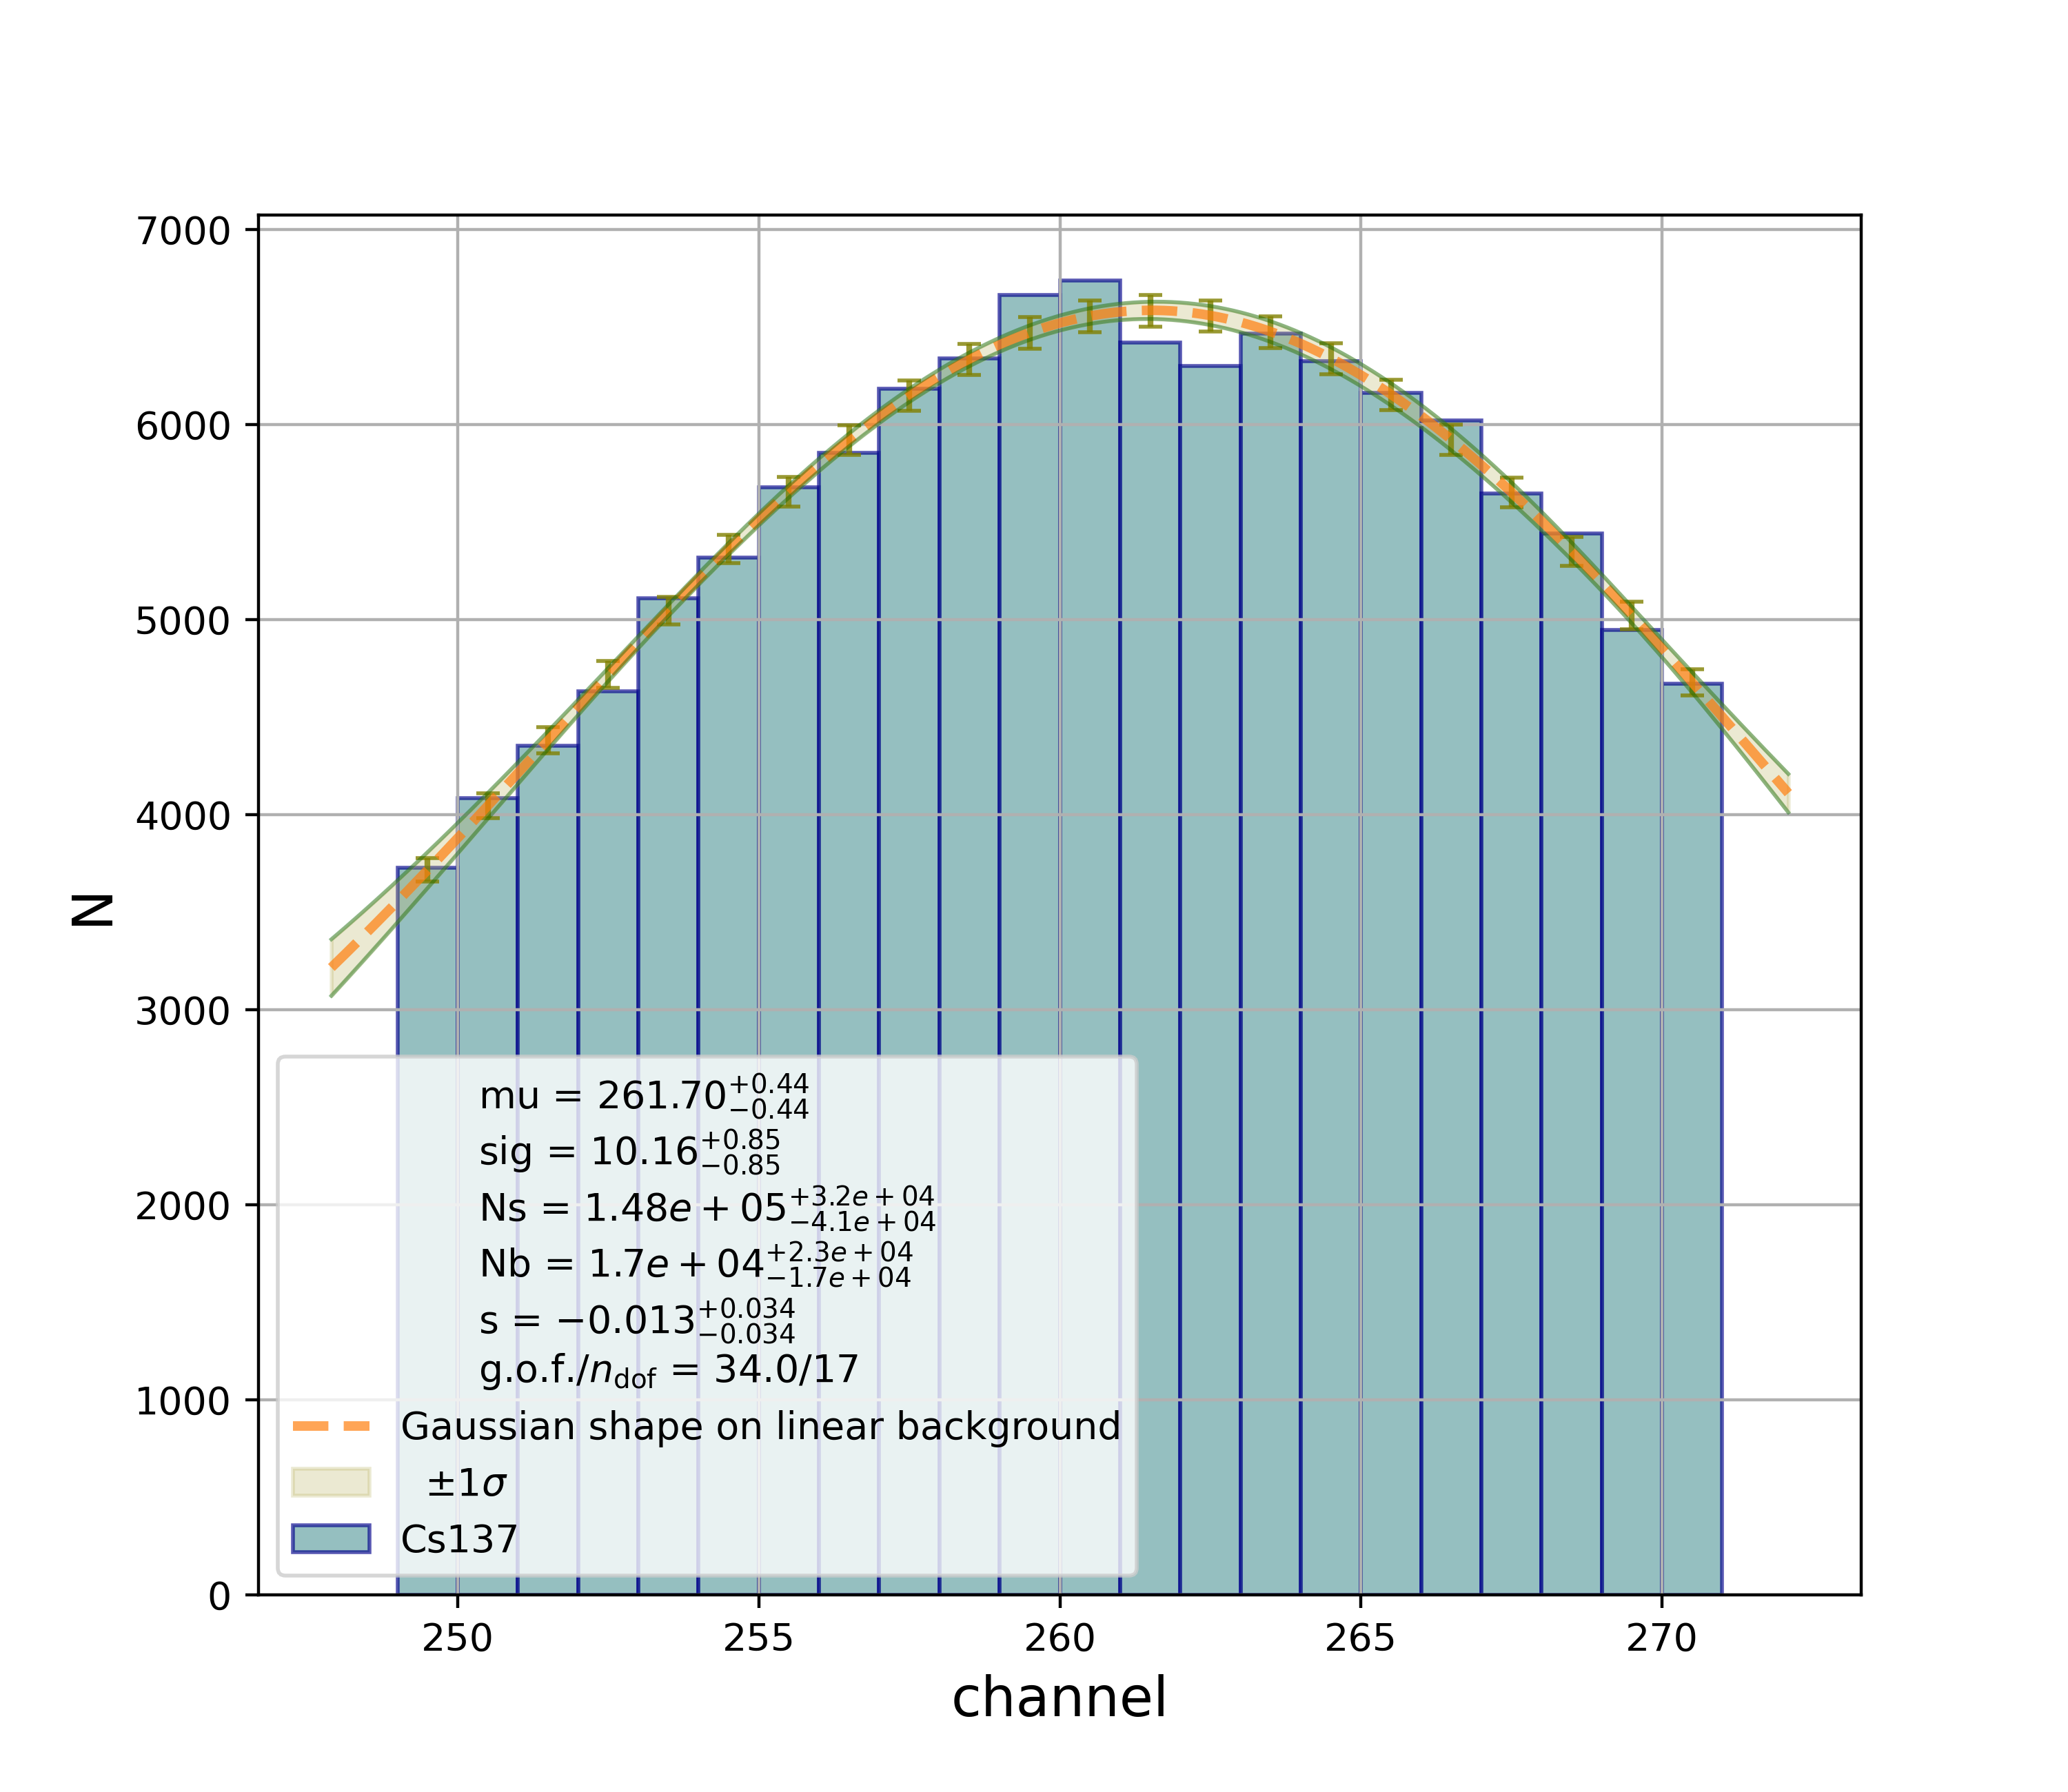 7000
6000
5000
4000
3000
2000
1000
0
N
mu = 261.70 +0.44 −0.44
sig = 10.16 +0.85 −0.85
Ns = 1.48e + 05 +3.2e + 04 −4.1e + 04
Nb = 1.7e + 04 +2.3e + 04 −1.7e + 04
s = −0.013 +0.034 −0.034
g.o.f./n dof = 34.0/17
Gaussian shape on linear background
±1σ
Cs137
250 255 260 265 270
channel